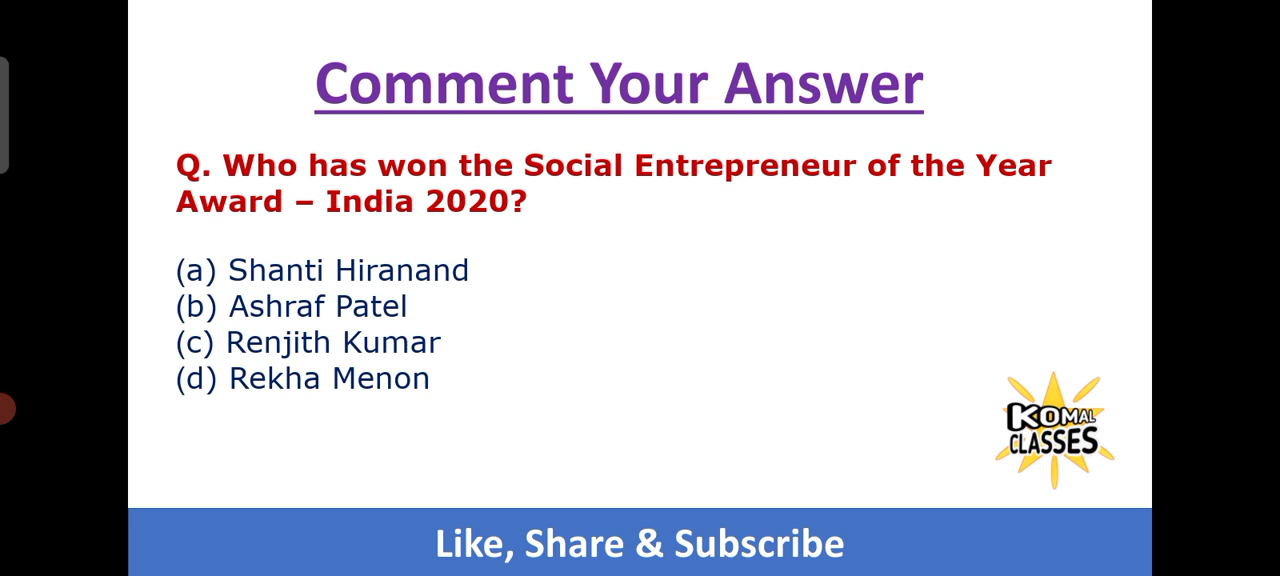 Comment Your Answer
Q. Who has won the Social Entrepreneur of the Year
Award – India 2020?
(a) Shanti Hiranand
(b) Ashraf Patel
(c) Renjith Kumar
(d) Rekha Menon
KOMAL
CLASSES
Like, Share & Subscribe